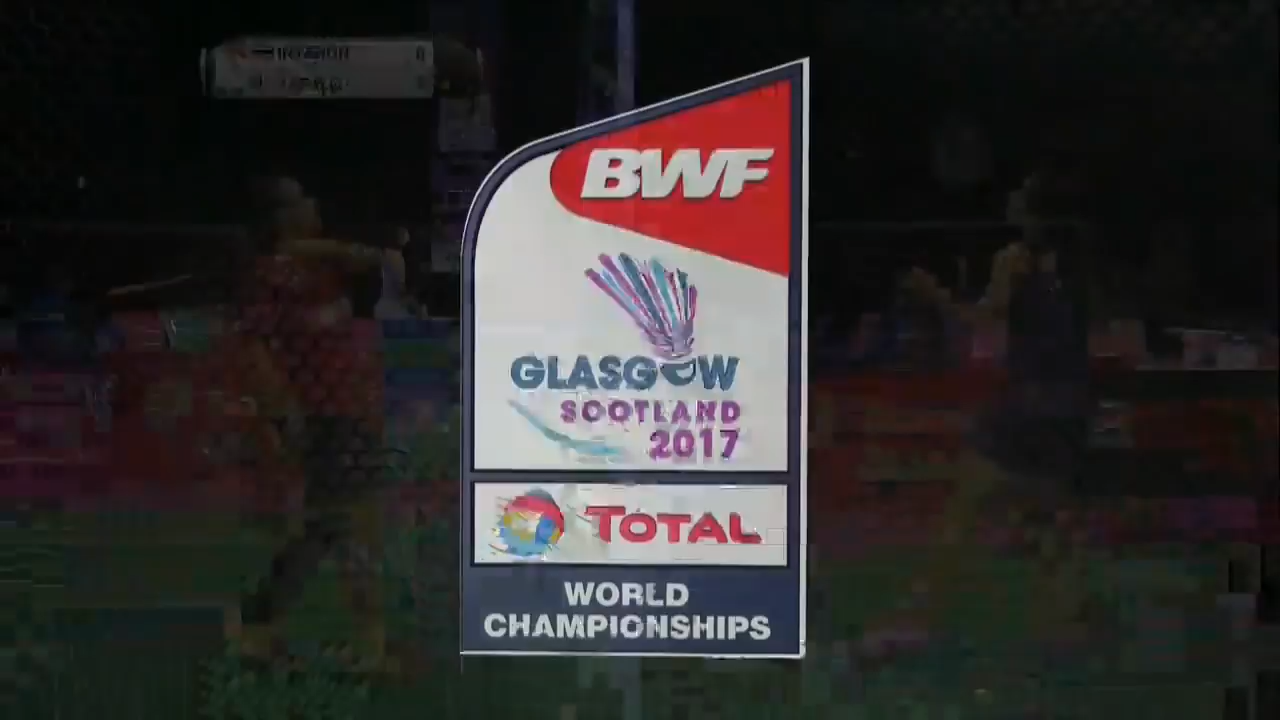 BWF
GLASGOW
SCOTLAND
2017
TOTAL
WORLD
CHAMPIONSHIPS